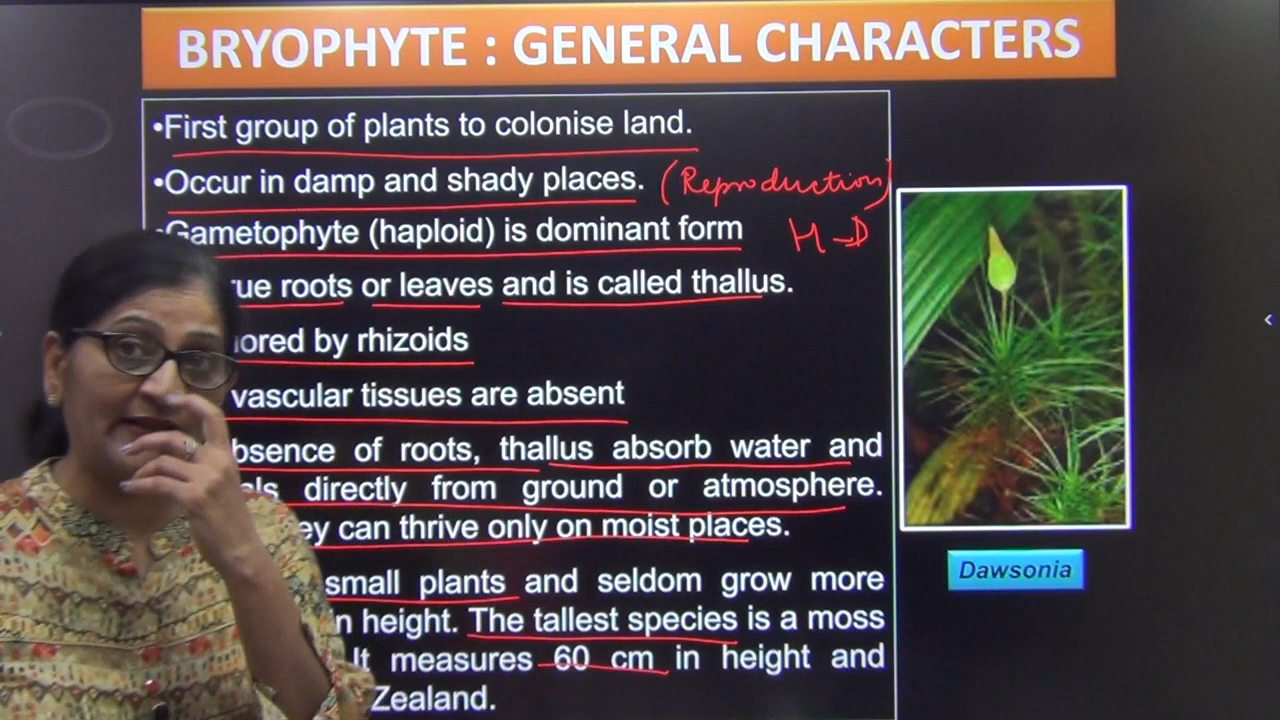 BRYOPHYTE : GENERAL CHARACTERS
•First group of plants to colonise land.
•Occur in damp and shady places. (Reproduction)
•Gametophyte (haploid) is dominant form H-D
rue roots or leaves and is called thallus.
ored by rhizoids
vascular tissues are absent
bsence of roots, thallus absorb water and
als directly from ground or atmosphere.
ey can thrive only on moist places.
small plants and seldom grow more
n height. The tallest species is a moss
It measures 60 cm in height and
Zealand.
Dawsonia